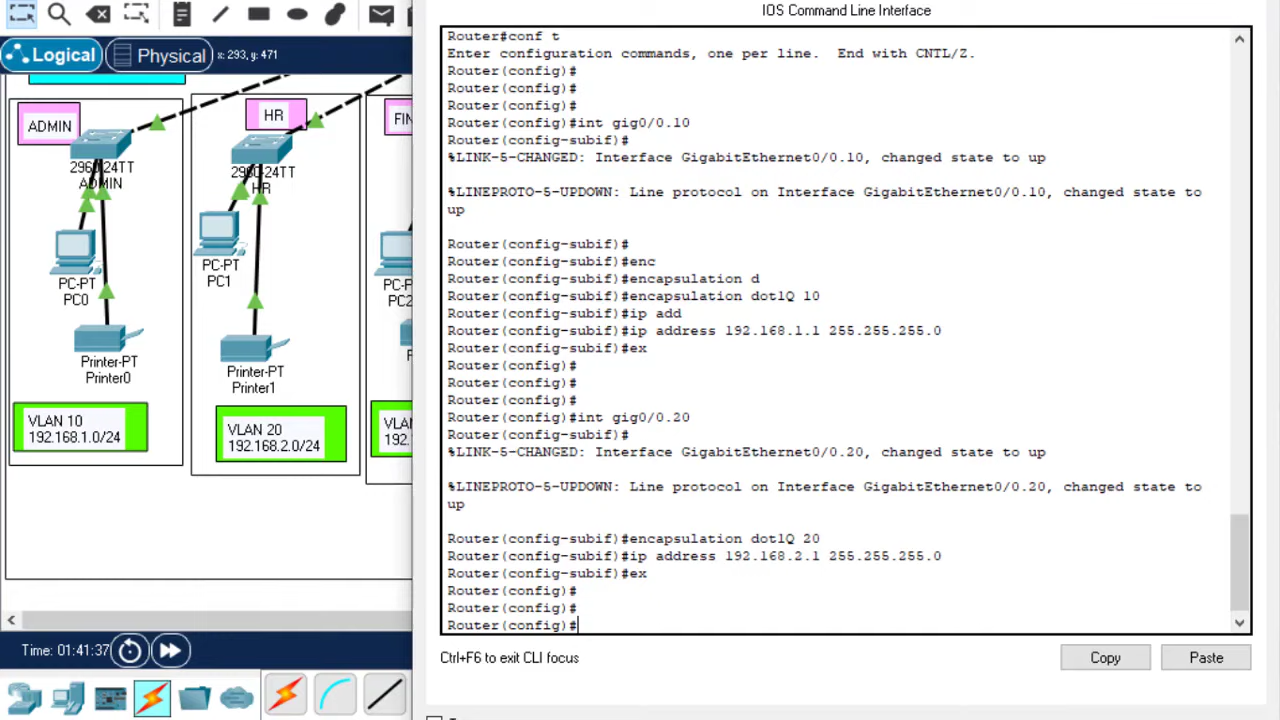 IOS Command Line Interface
Logical
Physical
x: 293, y: 471
ADMIN
2960-24TT
ADMIN
PC-PT
PC0
Printer-PT
Printer0
VLAN 10
192.168.1.0/24
HR
2960-24TT
HR
PC-PT
PC1
Printer-PT
Printer1
VLAN 20
192.168.2.0/24
FIN
PC-P
PC2
P
VLA
192.
Router#conf t
Enter configuration commands, one per line.  End with CNTL/Z.
Router(config)#
Router(config)#
Router(config)#
Router(config)#int gig0/0.10
Router(config-subif)#
%LINK-5-CHANGED: Interface GigabitEthernet0/0.10, changed state to up
%LINEPROTO-5-UPDOWN: Line protocol on Interface GigabitEthernet0/0.10, changed state to
up
Router(config-subif)#
Router(config-subif)#enc
Router(config-subif)#encapsulation d
Router(config-subif)#encapsulation dot1Q 10
Router(config-subif)#ip add
Router(config-subif)#ip address 192.168.1.1 255.255.255.0
Router(config-subif)#ex
Router(config)#
Router(config)#
Router(config)#
Router(config)#int gig0/0.20
Router(config-subif)#
%LINK-5-CHANGED: Interface GigabitEthernet0/0.20, changed state to up
%LINEPROTO-5-UPDOWN: Line protocol on Interface GigabitEthernet0/0.20, changed state to
up
Router(config-subif)#encapsulation dot1Q 20
Router(config-subif)#ip address 192.168.2.1 255.255.255.0
Router(config-subif)#ex
Router(config)#
Router(config)#
Router(config)#
Ctrl+F6 to exit CLI focus
Copy
Paste
Time: 01:41:37